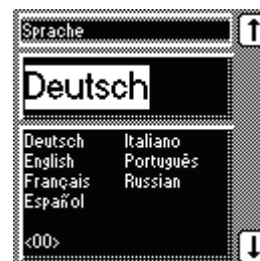 Sprache
Deutsch
Deutsch Italiano
English Português
Français Russian
Español
<00>